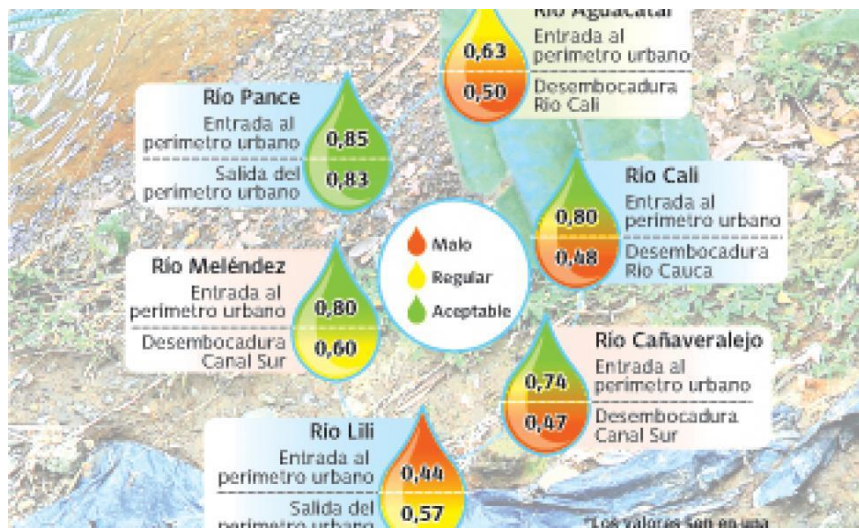 Río Aguacatal
Entrada al
perímetro urbano
0,63
Desembocadura
Río Cali
0,50
Río Pance
Entrada al
perímetro urbano
0,85
Salida del
perímetro urbano
0,83
Río Cali
Entrada al
perímetro urbano
0,80
Desembocadura
Río Cauca
0,48
Malo
Regular
Aceptable
Río Meléndez
Entrada al
perímetro urbano
0,80
Desembocadura
Canal Sur
0,60
Río Cañaveralejo
Entrada al
perímetro urbano
0,74
Desembocadura
Canal Sur
0,47
Río Lili
Entrada al
perímetro urbano
0,44
Salida del
perímetro urbano
0,57
*Los valores son en una